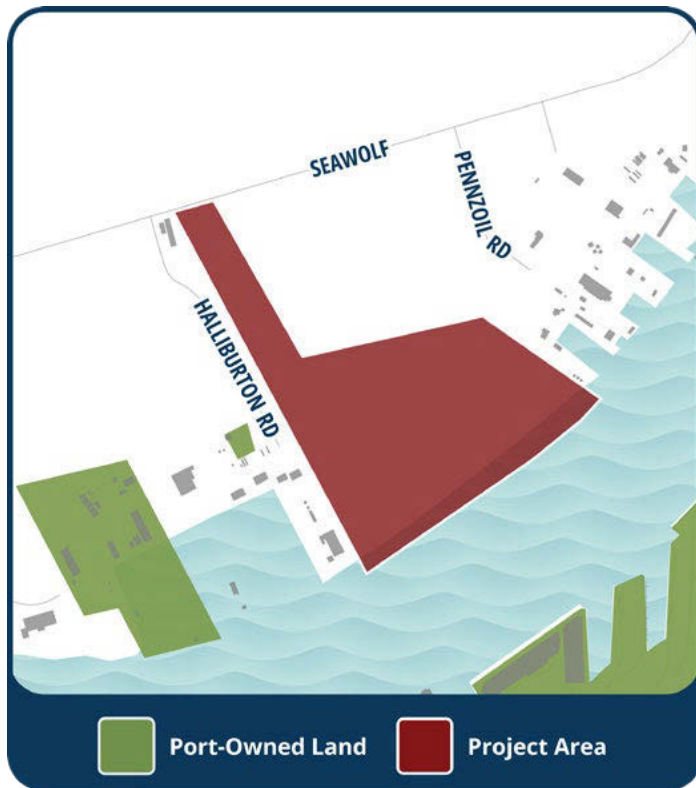 SEAWOLF
PENNZOIL RD
HALLIBURTON RD
Port-Owned Land
Project Area